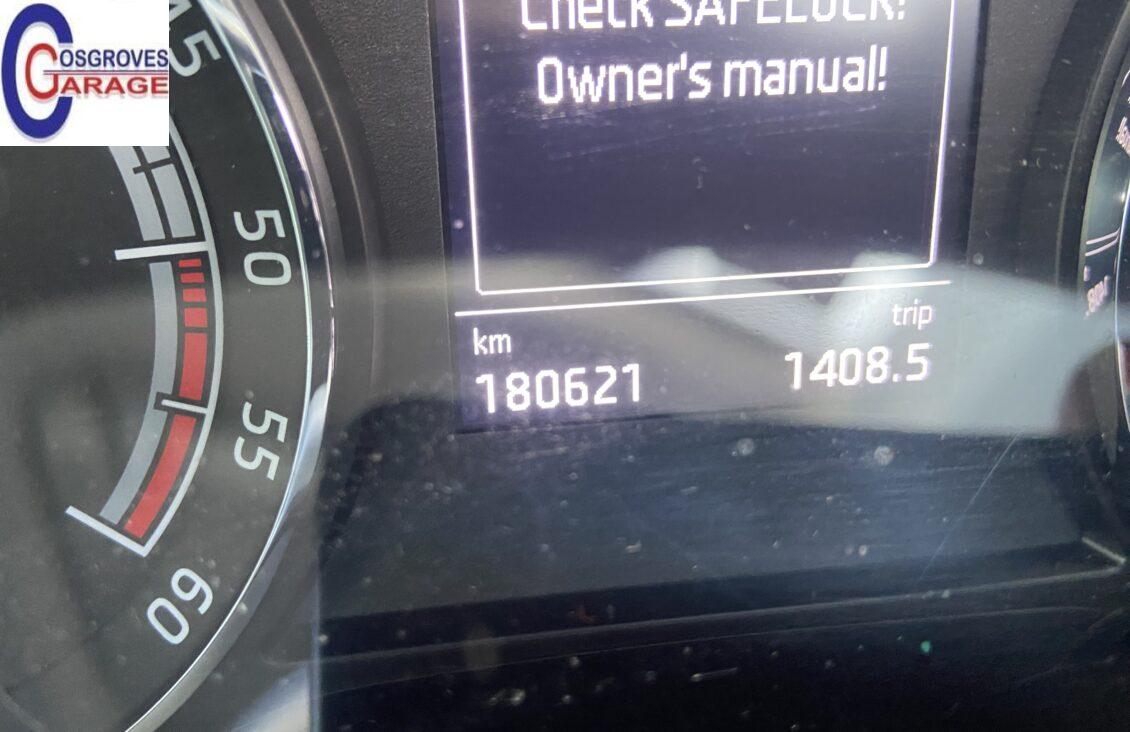 COSGROVES
GARAGE
Check SAFELOCK!
Owner's manual!
km
trip
180621
1408.5
45
50
55
60